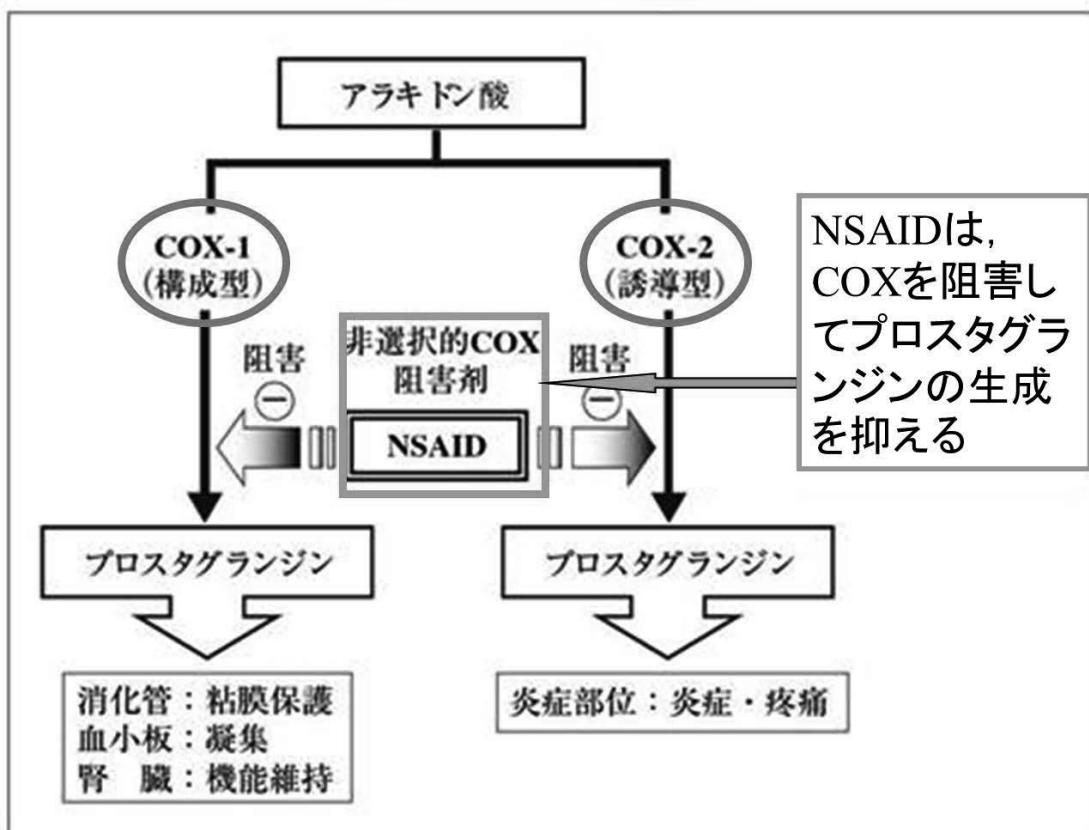 アラキドン酸
COX-1
(構成型)
COX-2
(誘導型)
NSAIDは,
COXを阻害し
てプロスタグラ
ンジンの生成
を抑える
非選択的COX
阻害剤
阻害
阻害
NSAID
プロスタグランジン
プロスタグランジン
消化管：粘膜保護
血小板：凝集
腎　臓：機能維持
炎症部位：炎症・疼痛